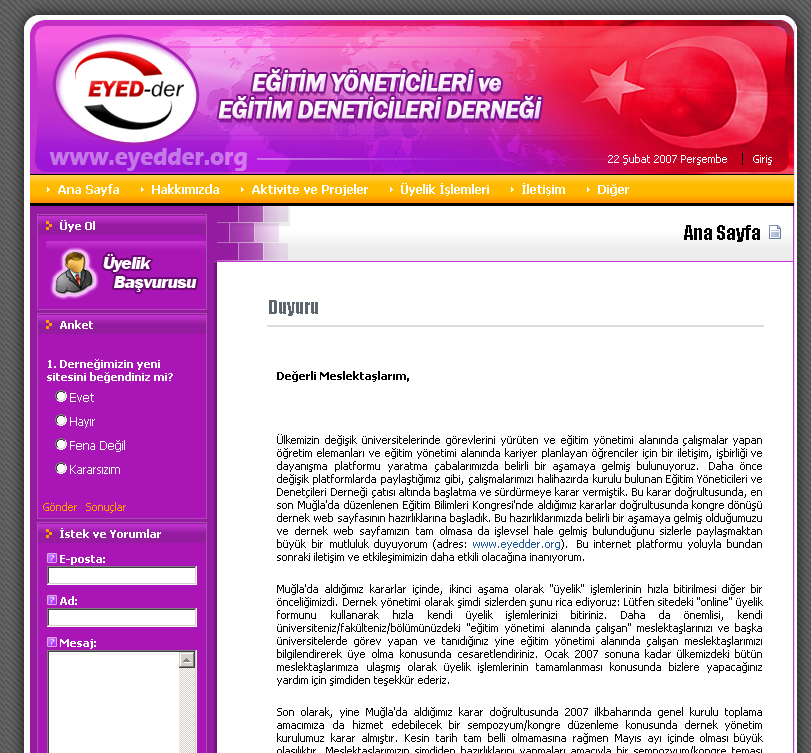 EYED-der
EĞİTİM YÖNETİCİLERİ ve
EĞİTİM DENETİCİLERİ DERNEĞİ
www.eyedder.org
22 Şubat 2007 Perşembe | Giriş
Ana Sayfa Hakkımızda Aktivite ve Projeler Üyelik İşlemleri İletişim Diğer
Üye Ol
Üyelik
Başvurusu
Anket
1. Derneğimizin yeni
sitesini beğendiniz mi?
Evet
Hayır
Fena Değil
Kararsızım
Gönder Sonuçlar
İstek ve Yorumlar
E-posta:
Ad:
Mesaj:
Ana Sayfa
Duyuru
Değerli Meslektaşlarım,
Ülkemizin değişik üniversitelerinde görevlerini yürüten ve eğitim yönetimi alanında çalışmalar yapan
öğretim elemanları ve eğitim yönetimi alanında kariyer planlayan öğrenciler için bir iletişim, işbirliği ve
dayanışma platformu yaratma çabalarımızda belirli bir aşamaya gelmiş bulunuyoruz. Daha önce
değişik platformlarda paylaştığımız gibi, çalışmalarımızı halihazırda kurulu bulunan Eğitim Yöneticileri ve
Denetçileri Derneği çatısı altında başlatma ve sürdürmeye karar vermiştik. Bu karar doğrultusunda, en
son Muğla'da düzenlenen Eğitim Bilimleri Kongresi'nde aldığımız kararlar doğrultusunda kongre dönüşü
dernek web sayfasının hazırlıklarına başladık. Bu hazırlıklarımızda belirli bir aşamaya gelmiş olduğumuzu
ve dernek web sayfamızın tam olmasa da işlevsel hale gelmiş bulunduğunu sizlerle paylaşmaktan
büyük bir mutluluk duyuyorum (adres: www.eyedder.org). Bu internet platformu yoluyla bundan
sonraki iletişim ve etkileşimimizin daha etkili olacağına inanıyorum.
Muğla'da aldığımız kararlar içinde, ikinci aşama olarak "üyelik" işlemlerinin hızla bitirilmesi diğer bir
önceliğimizdi. Dernek yönetimi olarak şimdi sizlerden şunu rica ediyoruz: Lütfen sitedeki "online" üyelik
formunu kullanarak hızla kendi üyelik işlemlerinizi bitiriniz. Daha da önemlisi, kendi
üniversiteniz/fakülteniz/bölümünüzdeki "eğitim yönetimi alanında çalışan" meslektaşlarınızı ve başka
üniversitelerde görev yapan ve tanıdığınız yine eğitim yönetimi alanında çalışan meslektaşlarımızı
bilgilendirerek üye olma konusunda cesaretlendiriniz. Ocak 2007 sonuna kadar ülkemizdeki bütün
meslektaşlarımıza ulaşmış olarak üyelik işlemlerinin tamamlanması konusunda bizlere yapacağınız
yardım için şimdiden teşekkür ederiz.
Son olarak, yine Muğla'da aldığımız karar doğrultusunda 2007 ilkbaharında genel kurulu toplama
amacımıza da hizmet edebilecek bir sempozyum/kongre düzenleme konusunda dernek yönetim
kurulumuz karar almıştır. Kesin tarih tam belli olmamasına rağmen Mayıs ayı içinde olması büyük
olasılıktır. Meslektaşlarımızın şimdiden hazırlıklarını yapmaları amacıyla bir sempozyum/kongre teması